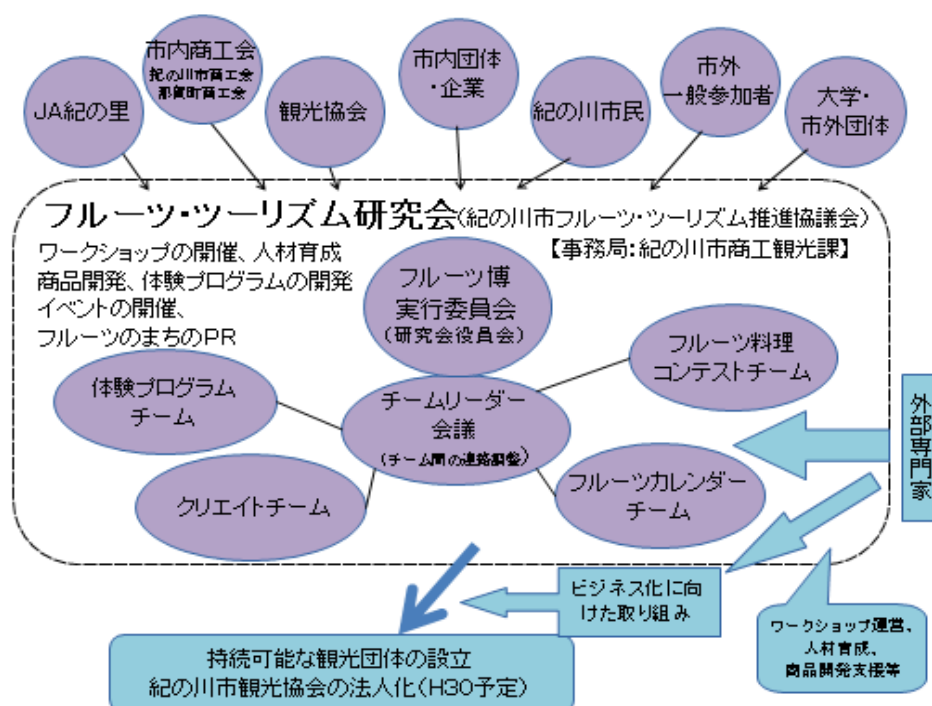 JA紀の里
市内商工会
紀の川市商工会
那賀町商工会
観光協会
市内団体
・企業
紀の川市民
市外
一般参加者
大学・
市外団体
フルーツ・ツーリズム研究会(紀の川市フルーツ・ツーリズム推進協議会)
【事務局:紀の川市商工観光課】
ワークショップの開催、人材育成
商品開発、体験プログラムの開発
イベントの開催、
フルーツのまちのPR
フルーツ博
実行委員会
(研究会役員会)
フルーツ料理
コンテストチーム
体験プログラム
チーム
チームリーダー
会議
(チーム間の連絡調整)
クリエイトチーム
フルーツカレンダー
チーム
外部専門家
ビジネス化に向
けた取り組み
ワークショップ運営、
人材育成、
商品開発支援等
持続可能な観光団体の設立
紀の川市観光協会の法人化(H30予定)